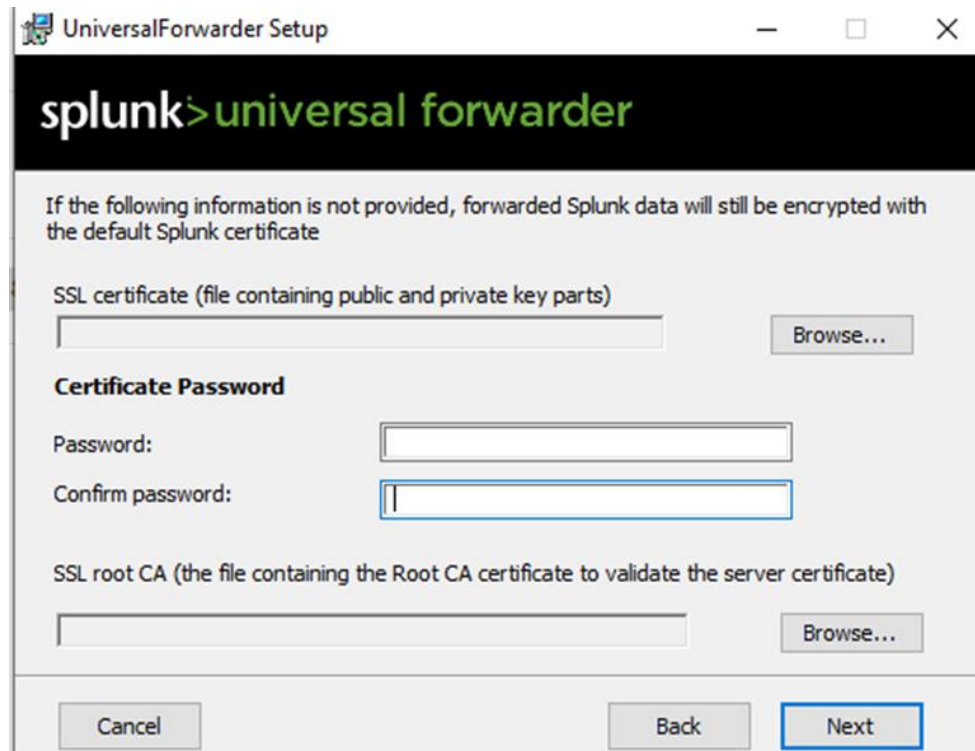 UniversalForwarder Setup
splunk>universal forwarder
If the following information is not provided, forwarded Splunk data will still be encrypted with
the default Splunk certificate
SSL certificate (file containing public and private key parts)
Browse...
Certificate Password
Password:
Confirm password:
SSL root CA (the file containing the Root CA certificate to validate the server certificate)
Browse...
Cancel
Back
Next